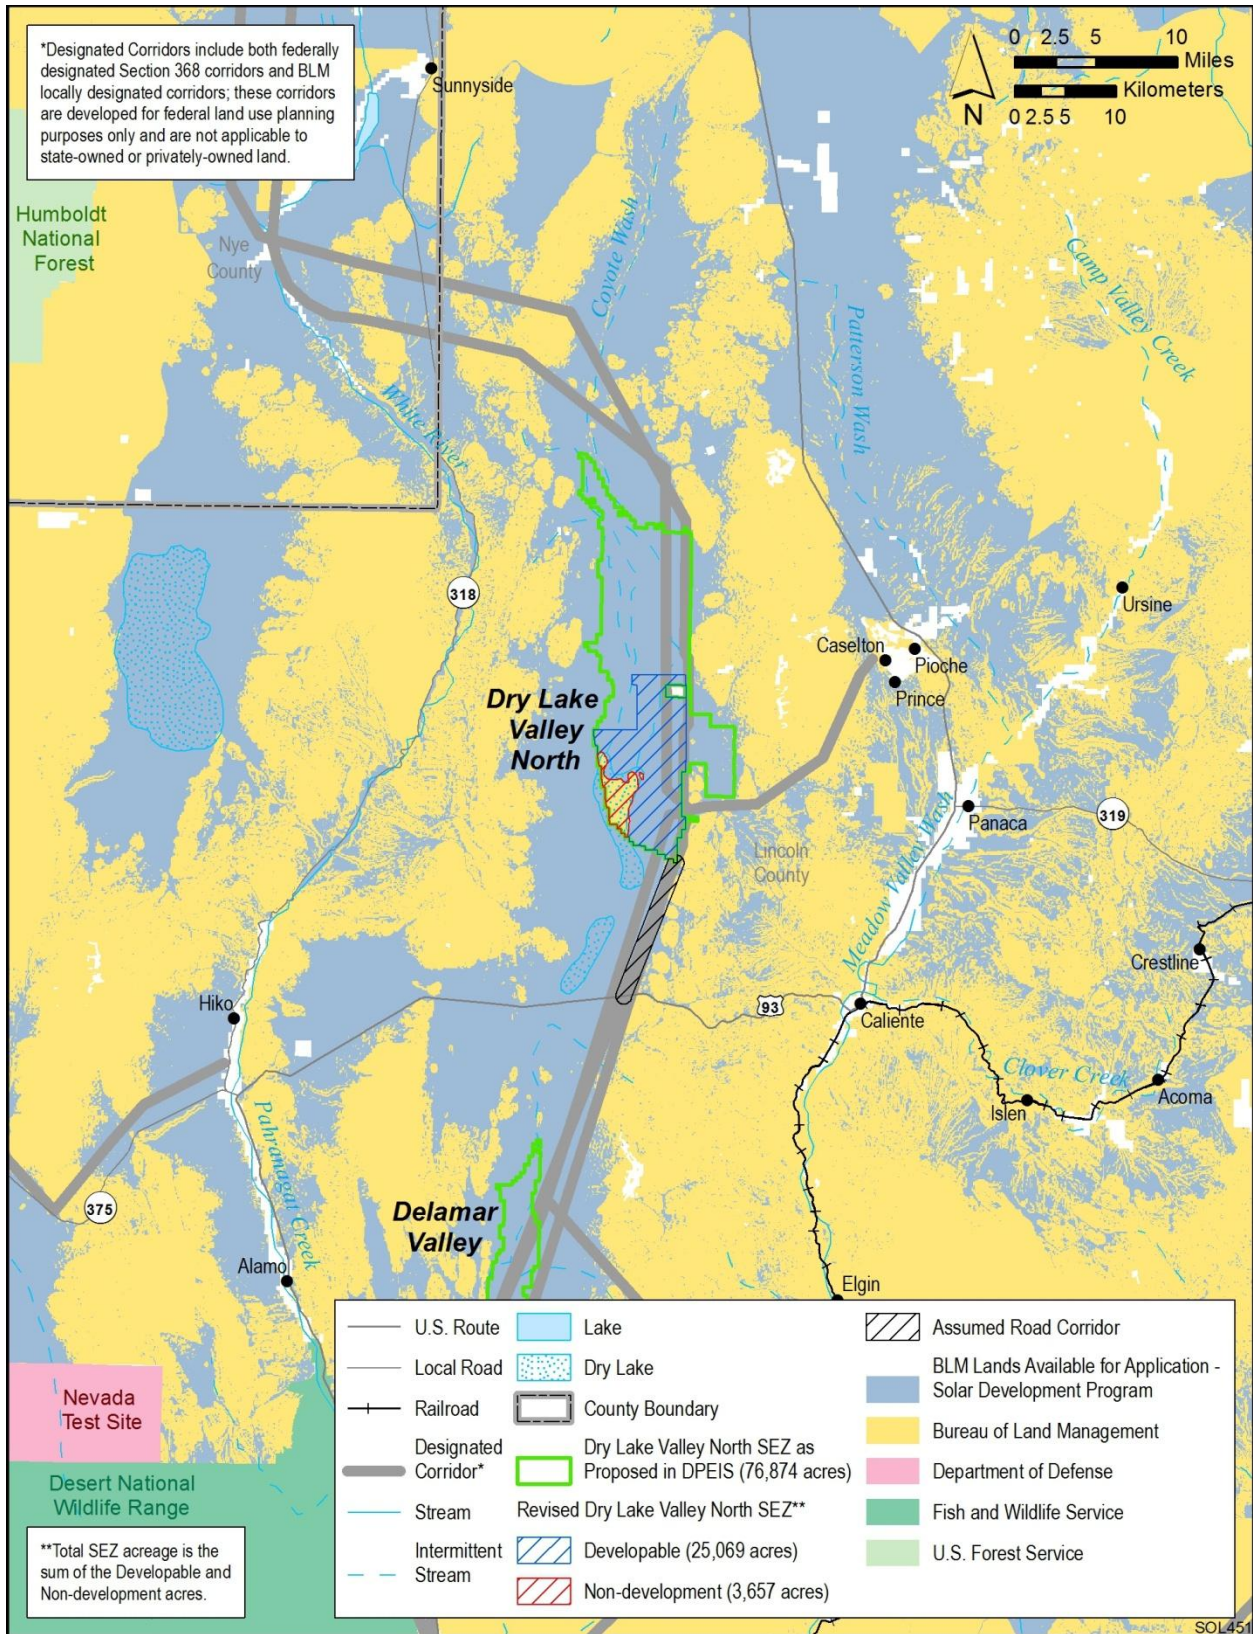 *Designated Corridors include both federally
designated Section 368 corridors and BLM
locally designated corridors; these corridors
are developed for federal land use planning
purposes only and are not applicable to
state-owned or privately-owned land.
Sunnyside
0 2.5 5 10
Miles
Kilometers
0 2.5 5 10
N
Humboldt
National
Forest
Nye
County
Coyote Wash
Camp Valley Creek
Patterson Wash
White River
318
Ursine
Caselton
Pioche
Prince
Dry Lake
Valley
North
Panaca
319
Lincoln
County
Meadow Valley Wash
Crestline
Hiko
93
Caliente
Clover Creek
Acoma
Islen
Pahranagat Creek
375
Delamar
Valley
Alamo
Elgin
Nevada
Test Site
Desert National
Wildlife Range
**Total SEZ acreage is the
sum of the Developable and
Non-development acres.
U.S. Route
Local Road
Railroad
Designated
Corridor*
Stream
Intermittent
Stream
Lake
Dry Lake
County Boundary
Dry Lake Valley North SEZ as
Proposed in DPEIS (76,874 acres)
Revised Dry Lake Valley North SEZ**
Developable (25,069 acres)
Non-development (3,657 acres)
Assumed Road Corridor
BLM Lands Available for Application -
Solar Development Program
Bureau of Land Management
Department of Defense
Fish and Wildlife Service
U.S. Forest Service
SOL451